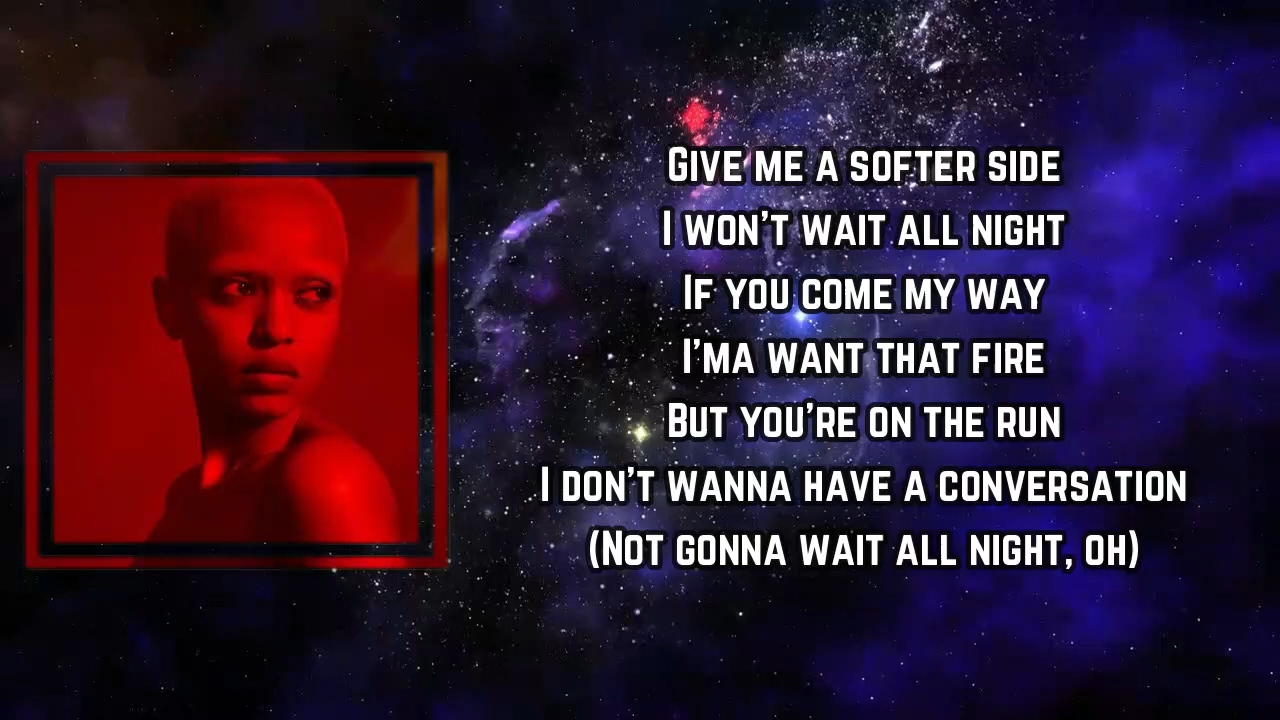 Give me a softer side
I won't wait all night
If you come my way
I'ma want that fire
But you're on the run
I don't wanna have a conversation
(Not gonna wait all night, oh)